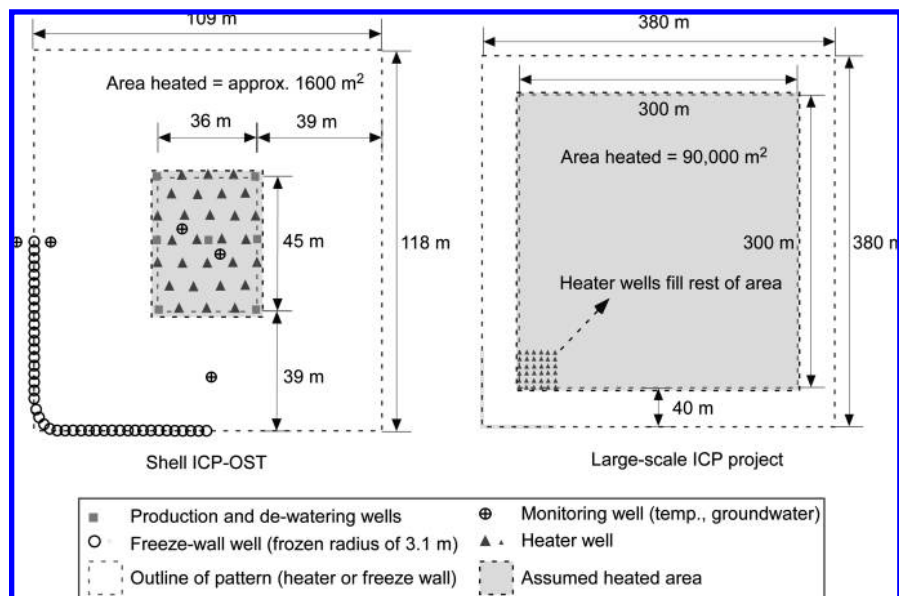 109 m
380 m
Area heated = approx. 1600 m²
36 m
39 m
300 m
Area heated = 90,000 m²
45 m
118 m
300 m
380 m
Heater wells fill rest of area
39 m
40 m
Shell ICP-OST
Large-scale ICP project
Production and de-watering wells
Monitoring well (temp., groundwater)
Freeze-wall well (frozen radius of 3.1 m)
Heater well
Outline of pattern (heater or freeze wall)
Assumed heated area